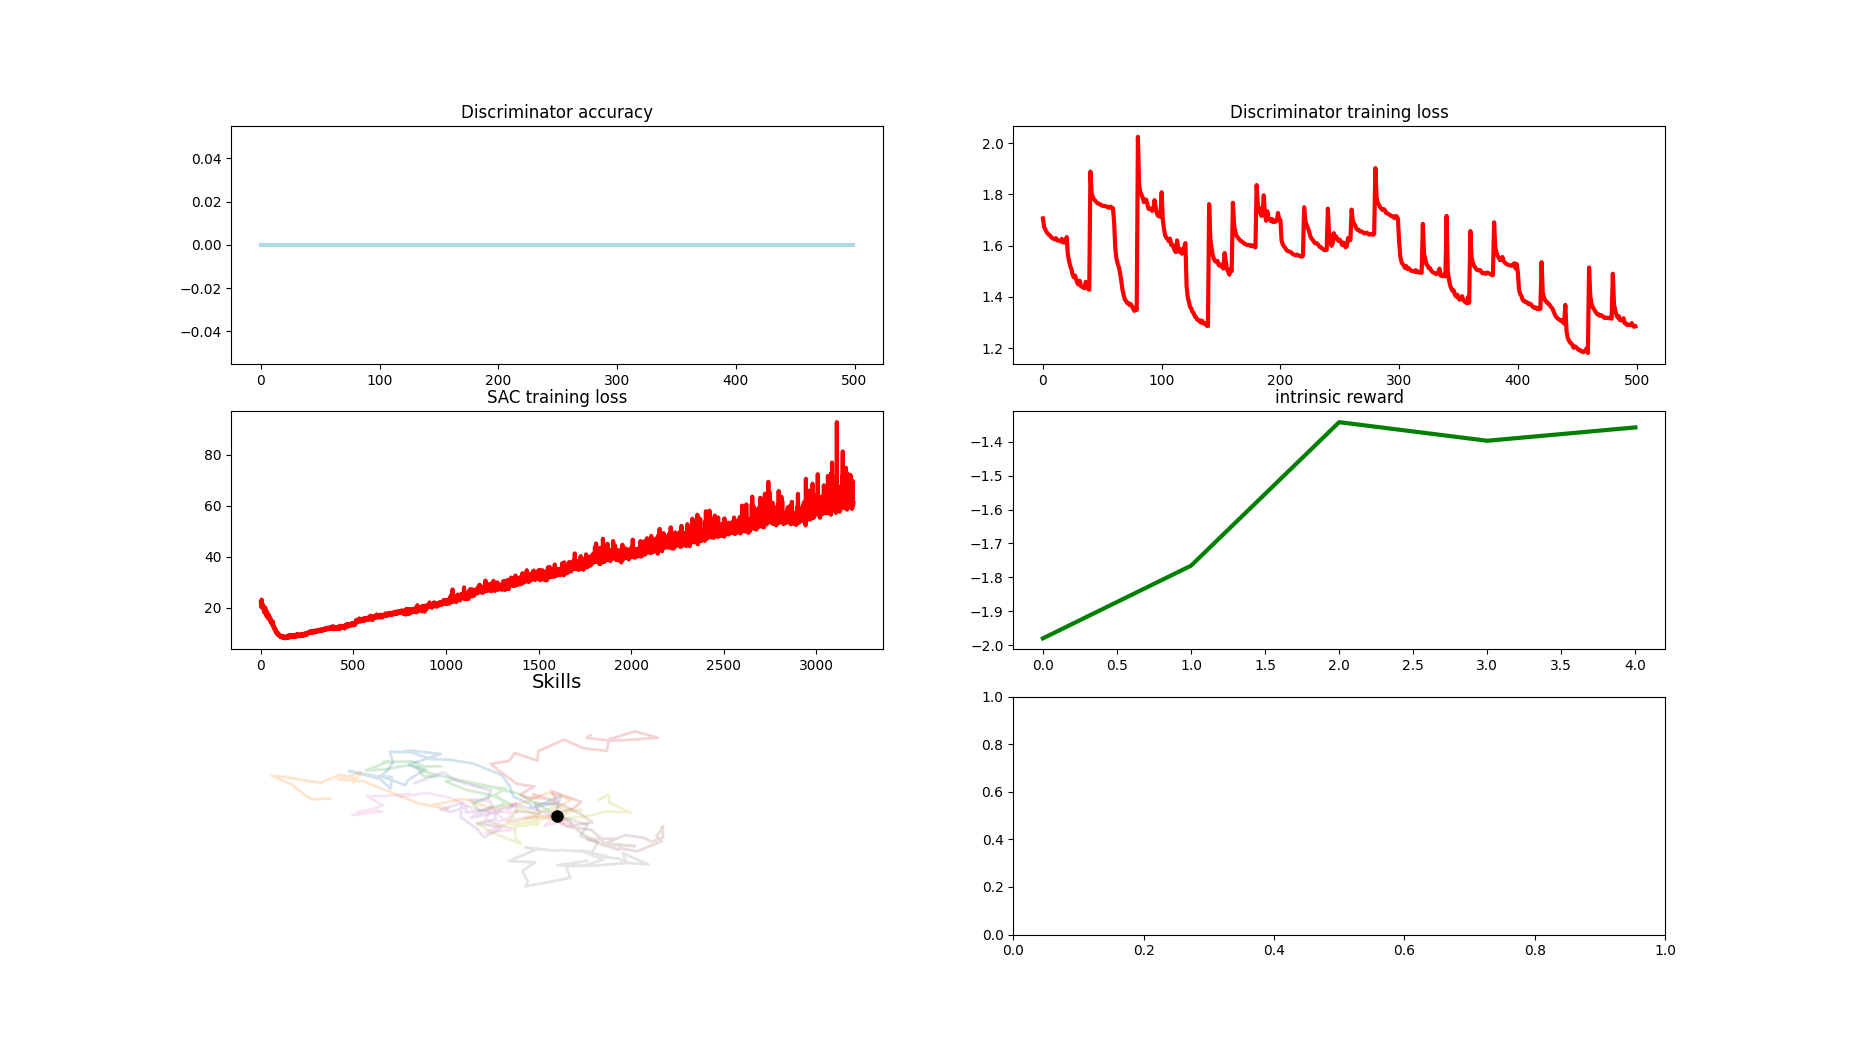 Discriminator accuracy
0.04
0.02
0.00
−0.02
−0.04
0 100 200 300 400 500
Discriminator training loss
2.0
1.8
1.6
1.4
1.2
0 100 200 300 400 500
SAC training loss
80
60
40
20
0 500 1000 1500 2000 2500 3000
intrinsic reward
−1.4
−1.5
−1.6
−1.7
−1.8
−1.9
−2.0
0.0 0.5 1.0 1.5 2.0 2.5 3.0 3.5 4.0
Skills
1.0
0.8
0.6
0.4
0.2
0.0
0.0 0.2 0.4 0.6 0.8 1.0